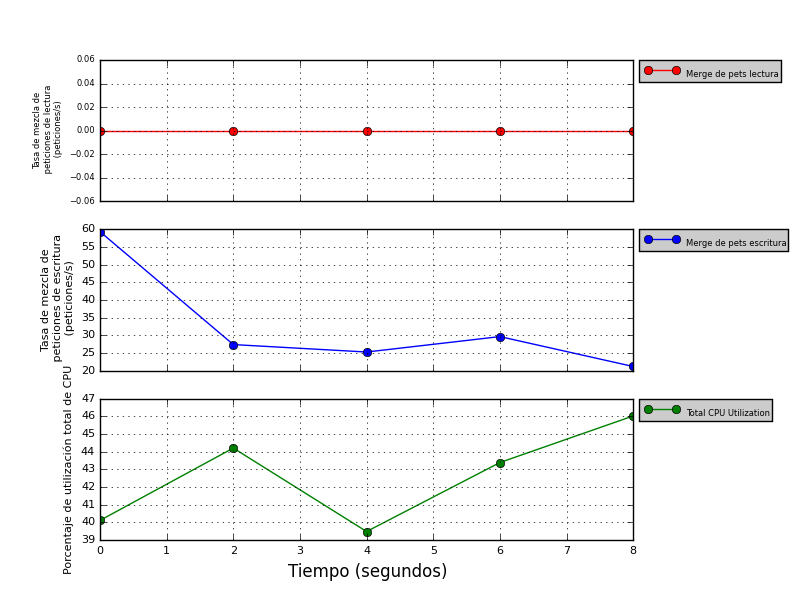 0.06
0.04
0.02
0.00
−0.02
−0.04
−0.06
Tasa de mezcla de
peticiones de lectura
(peticiones/s)
Merge de pets lectura
60
55
50
45
40
35
30
25
20
Tasa de mezcla de
peticiones de escritura
(peticiones/s)
Merge de pets escritura
47
46
45
44
43
42
41
40
39
Porcentaje de utilización total de CPU
Total CPU Utilization
0 1 2 3 4 5 6 7 8
Tiempo (segundos)